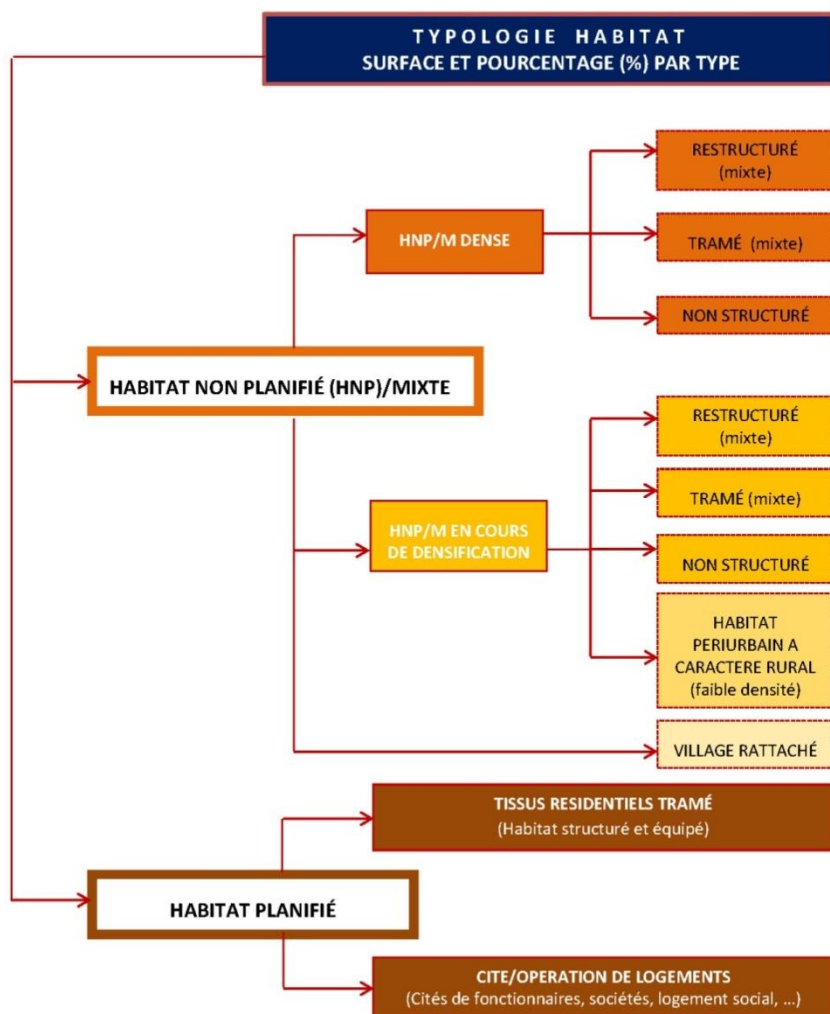 TYPOLOGIE HABITAT
SURFACE ET POURCENTAGE (%) PAR TYPE
RESTRUCTURÉ
(mixte)
HNP/M DENSE
TRAMÉ (mixte)
NON STRUCTURÉ
HABITAT NON PLANIFIÉ (HNP)/MIXTE
RESTRUCTURÉ
(mixte)
TRAMÉ (mixte)
HNP/M EN COURS
DE DENSIFICATION
NON STRUCTURÉ
HABITAT
PERIURBAIN A
CARACTERE RURAL
(faible densité)
VILLAGE RATTACHÉ
TISSUS RESIDENTIELS TRAMÉ
(Habitat structuré et équipé)
HABITAT PLANIFIÉ
CITE/OPERATION DE LOGEMENTS
(Cités de fonctionnaires, sociétés, logement social, ...)